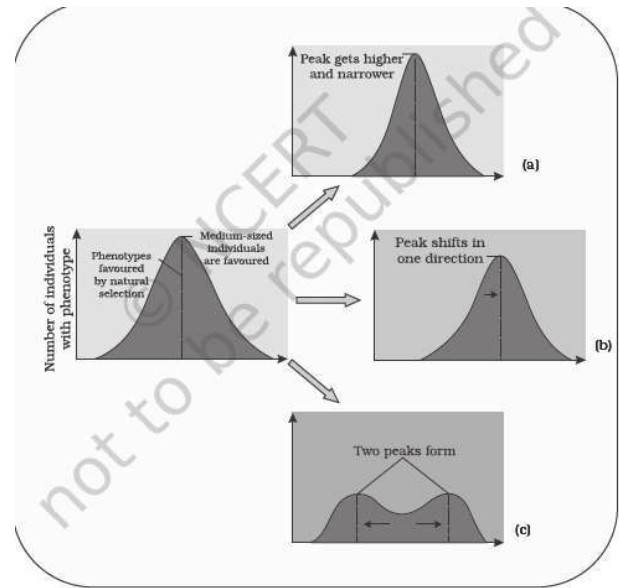 Peak gets higher
and narrower
(a)
Number of individuals
with phenotype
Phenotypes
favoured
by natural
selection
Medium-sized
individuals
are favoured
Peak shifts in
one direction
(b)
Two peaks form
(c)
© NCERT
not to be republished